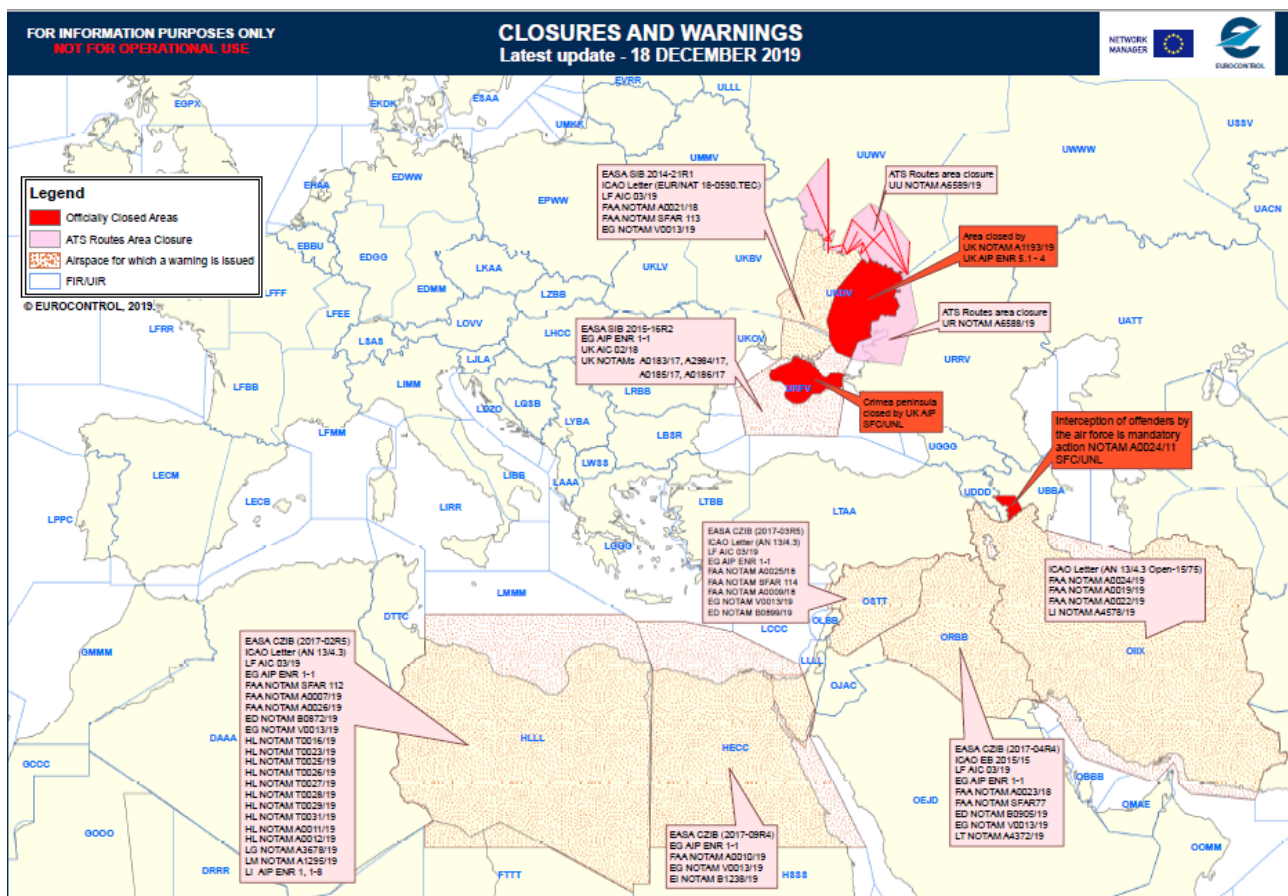 FOR INFORMATION PURPOSES ONLY
NOT FOR OPERATIONAL USE
CLOSURES AND WARNINGS
Latest update - 18 DECEMBER 2019
NETWORK
MANAGER
EUROCONTROL
Legend
Officially Closed Areas
ATS Routes Area Closure
Airspace for which a warning is issued
FIR/UIR
© EUROCONTROL, 2019.
EASA SIB 2014-21R1
ICAO Letter (EUR/NAT 18-0590.TEC)
LF AIC 03/19
FAA NOTAM A0021/18
FAA NOTAM SFAR 113
EG NOTAM V0013/19
ATS Routes area closure
UU NOTAM A6589/19
Area closed by
UK NOTAM A1193/19
UK AIP ENR 5.1 - 4
ATS Routes area closure
UR NOTAM A6588/19
EASA SIB 2015-16R2
EG AIP ENR 1-1
UK AIC 02/18
UK NOTAMs A0183/17, A2984/17,
A0185/17, A0186/17
Crimea peninsula
closed by UK AIP
SFC/UNL
Interception of offenders by
the air force is mandatory
action NOTAM A0024/11
SFC/UNL
EASA CZIB (2017-03R5)
ICAO Letter (AN 13/4.3)
LF AIC 03/19
EG AIP ENR 1-1
FAA NOTAM A0025/18
FAA NOTAM SFAR 114
FAA NOTAM A0009/18
EG NOTAM V0013/19
ED NOTAM B0899/19
ICAO Letter (AN 13/4.3 Open-15/75)
FAA NOTAM A0024/19
FAA NOTAM A0019/19
FAA NOTAM A0022/19
LI NOTAM A4578/19
EASA CZIB (2017-02R5)
ICAO Letter (AN 13/4.3)
LF AIC 03/19
EG AIP ENR 1-1
FAA NOTAM SFAR 112
FAA NOTAM A0007/19
FAA NOTAM A0026/19
ED NOTAM B0872/19
EG NOTAM V0013/19
HL NOTAM T0016/19
HL NOTAM T0023/19
HL NOTAM T0025/19
HL NOTAM T0026/19
HL NOTAM T0027/19
HL NOTAM T0028/19
HL NOTAM T0029/19
HL NOTAM T0031/19
HL NOTAM A0011/19
HL NOTAM A0012/19
LG NOTAM A3678/19
LM NOTAM A1295/19
LI AIP ENR 1, 1-8
EASA CZIB (2017-09R4)
EG AIP ENR 1-1
FAA NOTAM A0010/19
EG NOTAM V0013/19
EI NOTAM B1238/19
EASA CZIB (2017-04R4)
ICAO EB 2015/15
LF AIC 03/19
EG AIP ENR 1-1
FAA NOTAM A0023/18
FAA NOTAM SFAR77
ED NOTAM B0905/19
EG NOTAM V0013/19
LT NOTAM A4372/19
EGPX
EKDK
ESAA
EVRR
ULLL
UMKK
USSV
UMMV
UUWV
UWWW
EHAA
EDWW
EPWW
UACN
EBBU
EDGG
LKAA
UKLV
UKBV
UKDV
LFFF
EDMM
LZBB
LFEE
LOVV
LHCC
UKOV
UATT
LFRR
LSAS
LJLA
URRV
LFBB
LIMM
LRBB
UKFV
LDZO
LQSB
LYBA
LFMM
LBSR
UGGG
LECM
LIBB
LWSS
LAAA
UDDD
UBBA
LECB
LPPC
LIRR
LTBB
LTAA
LGGG
LMMM
OSTT
DTTC
LCCC
OLBB
ORBB
OIIX
GMMM
LLLL
OJAC
DAAA
HLLL
HECC
GCCC
OBBB
OEJD
OMAE
GOOO
OOMM
DRRR
FTTT
HSSS